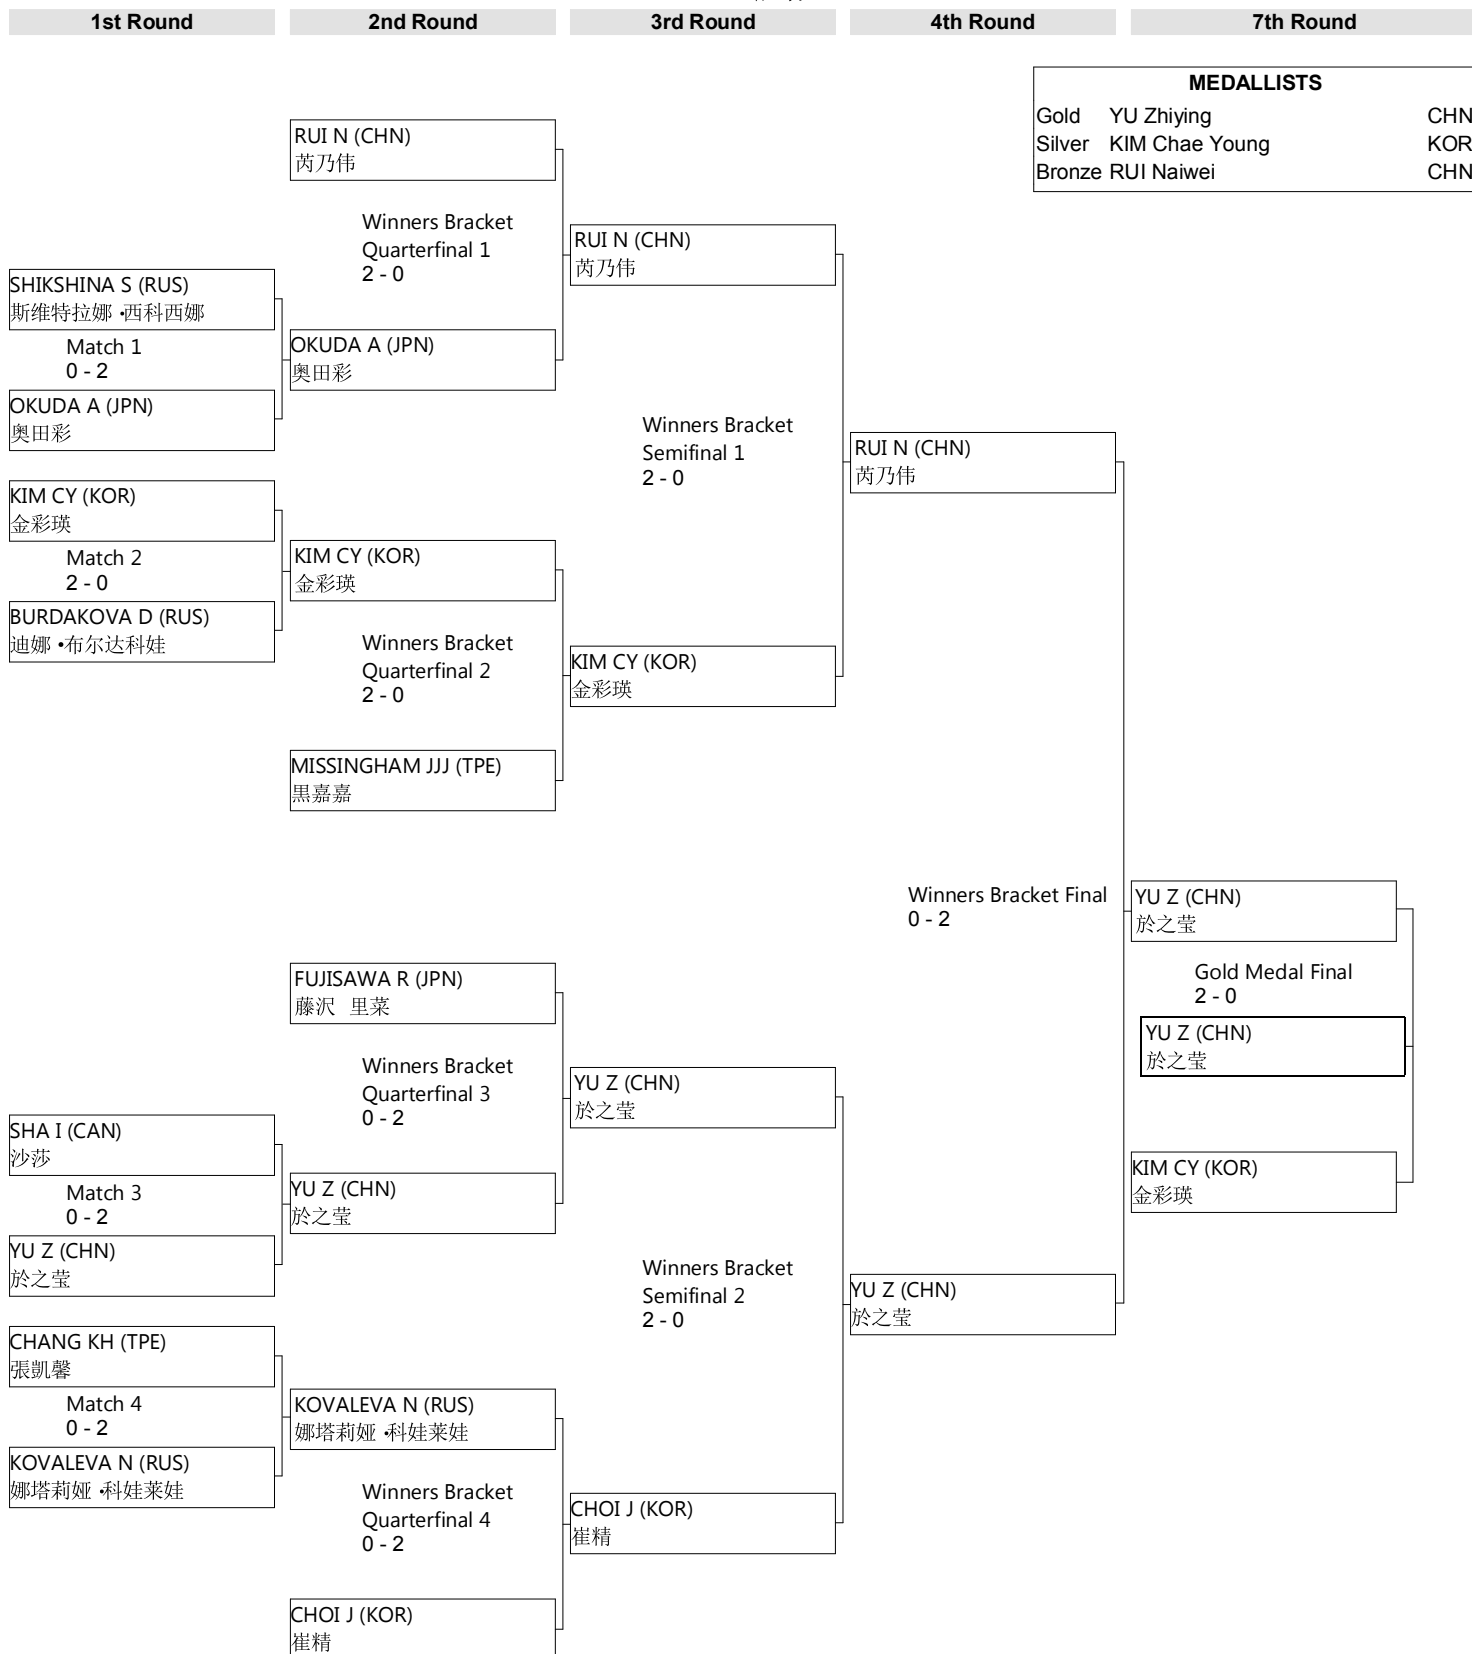 1st Round 2nd Round 3rd Round 4th Round 7th Round
MEDALLISTS
Gold YU Zhiying CHN
Silver KIM Chae Young KOR
Bronze RUI Naiwei CHN
RUI N (CHN)
芮乃伟
Winners Bracket
Quarterfinal 1
2 - 0
RUI N (CHN)
芮乃伟
SHIKSHINA S (RUS)
斯维特拉娜 •西科西娜
Match 1
0 - 2
OKUDA A (JPN)
奥田彩
OKUDA A (JPN)
奥田彩
Winners Bracket
Semifinal 1
2 - 0
RUI N (CHN)
芮乃伟
KIM CY (KOR)
金彩瑛
Match 2
2 - 0
BURDAKOVA D (RUS)
迪娜 •布尔达科娃
KIM CY (KOR)
金彩瑛
Winners Bracket
Quarterfinal 2
2 - 0
KIM CY (KOR)
金彩瑛
MISSINGHAM JJJ (TPE)
黒嘉嘉
Winners Bracket Final
0 - 2
YU Z (CHN)
於之莹
FUJISAWA R (JPN)
藤沢 里菜
Gold Medal Final
2 - 0
YU Z (CHN)
於之莹
Winners Bracket
Quarterfinal 3
0 - 2
YU Z (CHN)
於之莹
SHA I (CAN)
沙莎
Match 3
0 - 2
YU Z (CHN)
於之莹
YU Z (CHN)
於之莹
KIM CY (KOR)
金彩瑛
Winners Bracket
Semifinal 2
2 - 0
YU Z (CHN)
於之莹
CHANG KH (TPE)
張凱馨
Match 4
0 - 2
KOVALEVA N (RUS)
娜塔莉娅 •科娃莱娃
KOVALEVA N (RUS)
娜塔莉娅 •科娃莱娃
Winners Bracket
Quarterfinal 4
0 - 2
CHOI J (KOR)
崔精
CHOI J (KOR)
崔精